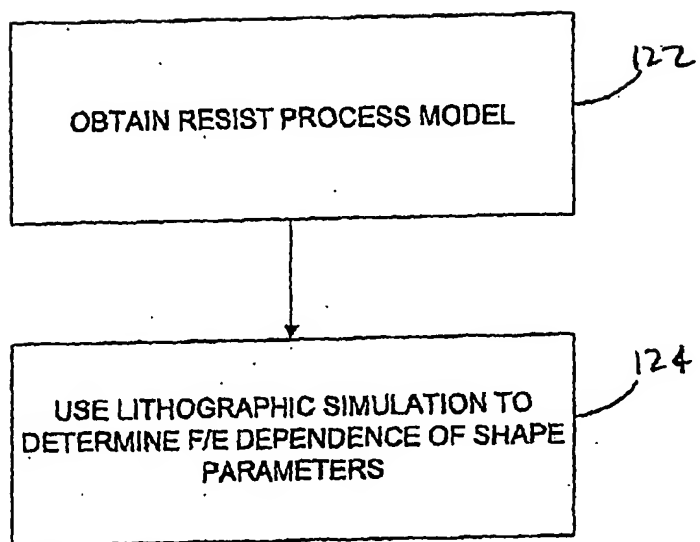 OBTAIN RESIST PROCESS MODEL
122
USE LITHOGRAPHIC SIMULATION TO
DETERMINE F/E DEPENDENCE OF SHAPE
PARAMETERS
124